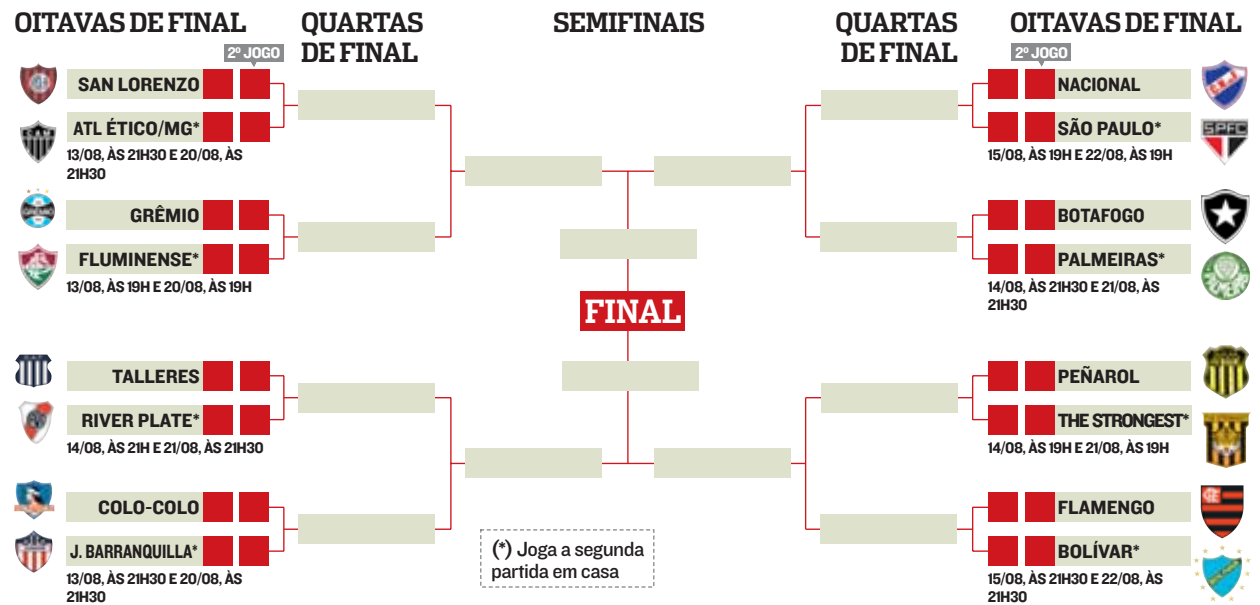 OITAVAS DE FINAL
2º JOGO
SAN LORENZO
ATL ÉTICO/MG*
13/08, ÀS 21H30 E 20/08, ÀS
21H30
GRÊMIO
FLUMINENSE*
13/08, ÀS 19H E 20/08, ÀS 19H
TALLERES
RIVER PLATE*
14/08, ÀS 21H E 21/08, ÀS 21H30
COLO-COLO
J. BARRANQUILLA*
13/08, ÀS 21H30 E 20/08, ÀS
21H30
QUARTAS
DE FINAL
SEMIFINAIS
FINAL
(*) Joga a segunda
partida em casa
QUARTAS
DE FINAL
OITAVAS DE FINAL
2º JOGO
NACIONAL
SÃO PAULO*
SPFC
15/08, ÀS 19H E 22/08, ÀS 19H
BOTAFOGO
PALMEIRAS*
14/08, ÀS 21H30 E 21/08, ÀS
21H30
PEÑAROL
THE STRONGEST*
14/08, ÀS 19H E 21/08, ÀS 19H
FLAMENGO
BOLÍVAR*
15/08, ÀS 21H30 E 22/08, ÀS
21H30